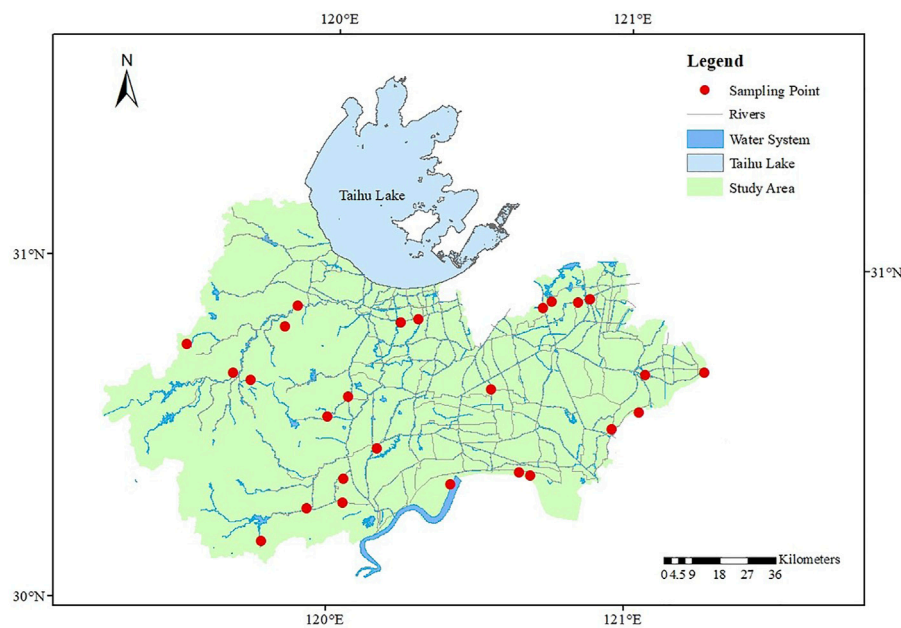 120°E 121°E
N
Legend
Sampling Point
Rivers
Water System
Taihu Lake
Study Area
Taihu Lake
31°N 31°N
Kilometers
0 4.5 9 18 27 36
30°N
120°E 121°E